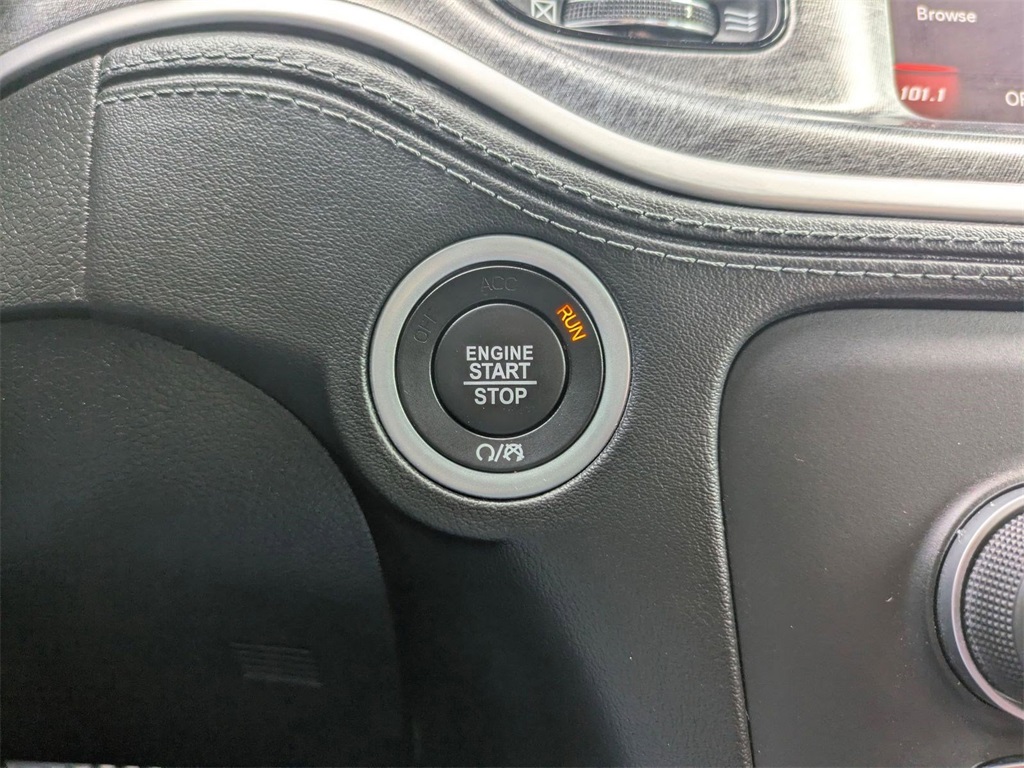 Browse
101.1
ACC
OFF
RUN
ENGINE
START
STOP